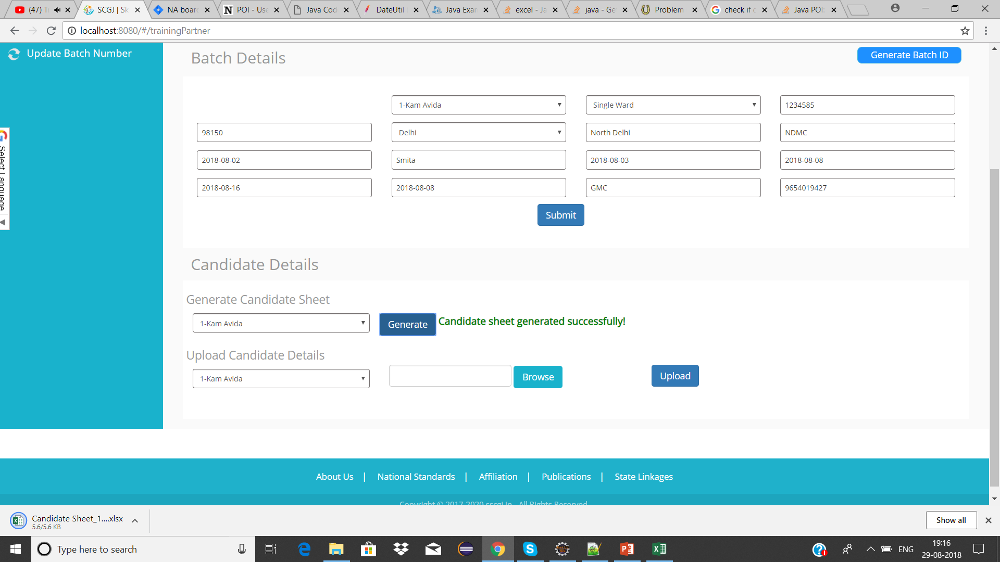 (47) T
SCGJ | Sk
NA board
POI - Use
Java Cod
DateUtil
Java Exar
excel - Ja
java - Ge
Problem
check if c
Java POI:
localhost:8080/#/trainingPartner
Update Batch Number
Batch Details
Generate Batch ID
1-Kam Avida
Single Ward
1234585
98150
Delhi
North Delhi
NDMC
2018-08-02
Smita
2018-08-03
2018-08-08
2018-08-16
2018-08-08
GMC
9654019427
Submit
Select Language
Candidate Details
Generate Candidate Sheet
1-Kam Avida
Generate
Candidate sheet generated successfully!
Upload Candidate Details
1-Kam Avida
Browse
Upload
About Us | National Standards | Affiliation | Publications | State Linkages
Copyright © 2017-2020 sscgj.in - All Rights Reserved
Candidate Sheet_1....xlsx
5.6/5.6 KB
Show all
Type here to search
ENG
19:16
29-08-2018